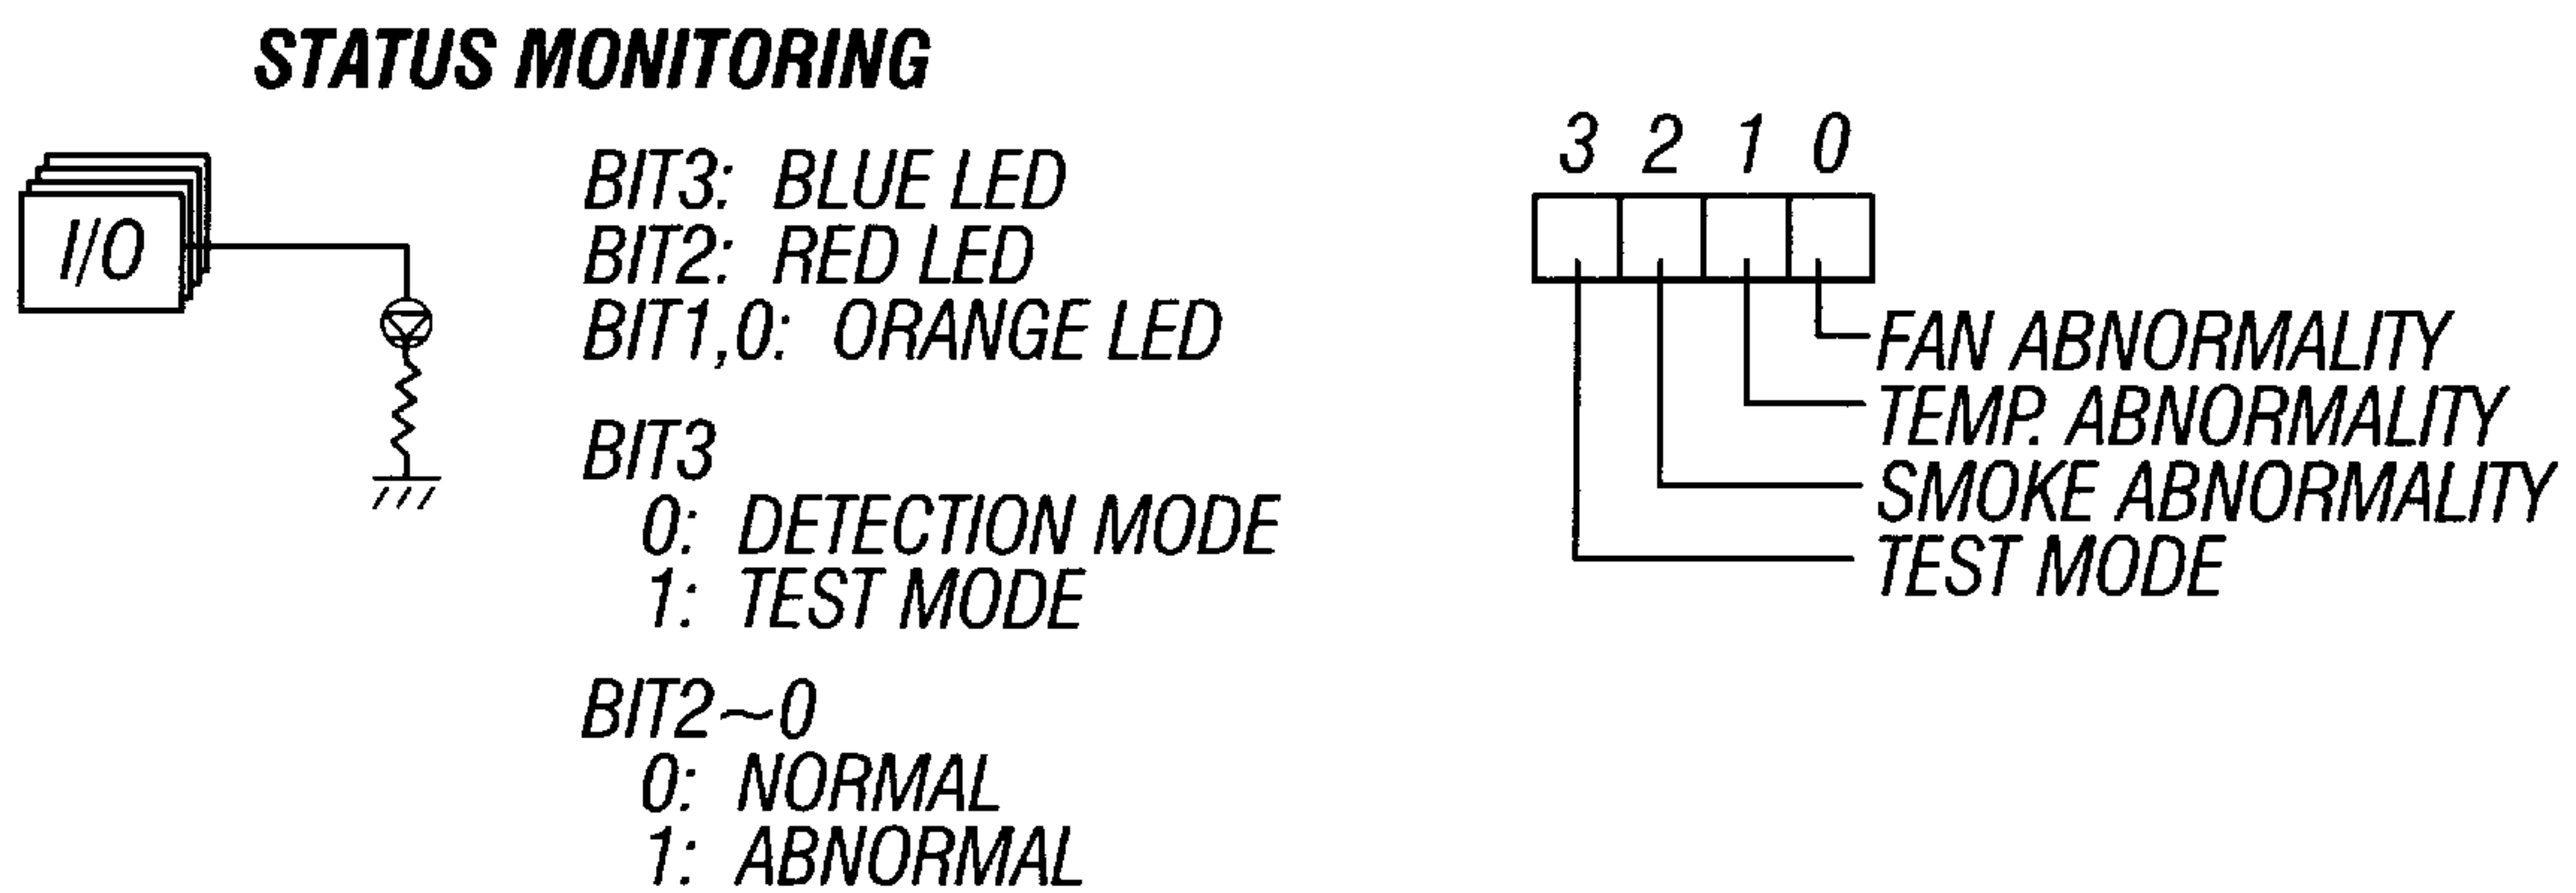 STATUS MONITORING
I/O
BIT3: BLUE LED
BIT2: RED LED
BIT1,0: ORANGE LED
BIT3
0: DETECTION MODE
1: TEST MODE
BIT2~0
0: NORMAL
1: ABNORMAL
3 2 1 0
FAN ABNORMALITY
TEMP. ABNORMALITY
SMOKE ABNORMALITY
TEST MODE